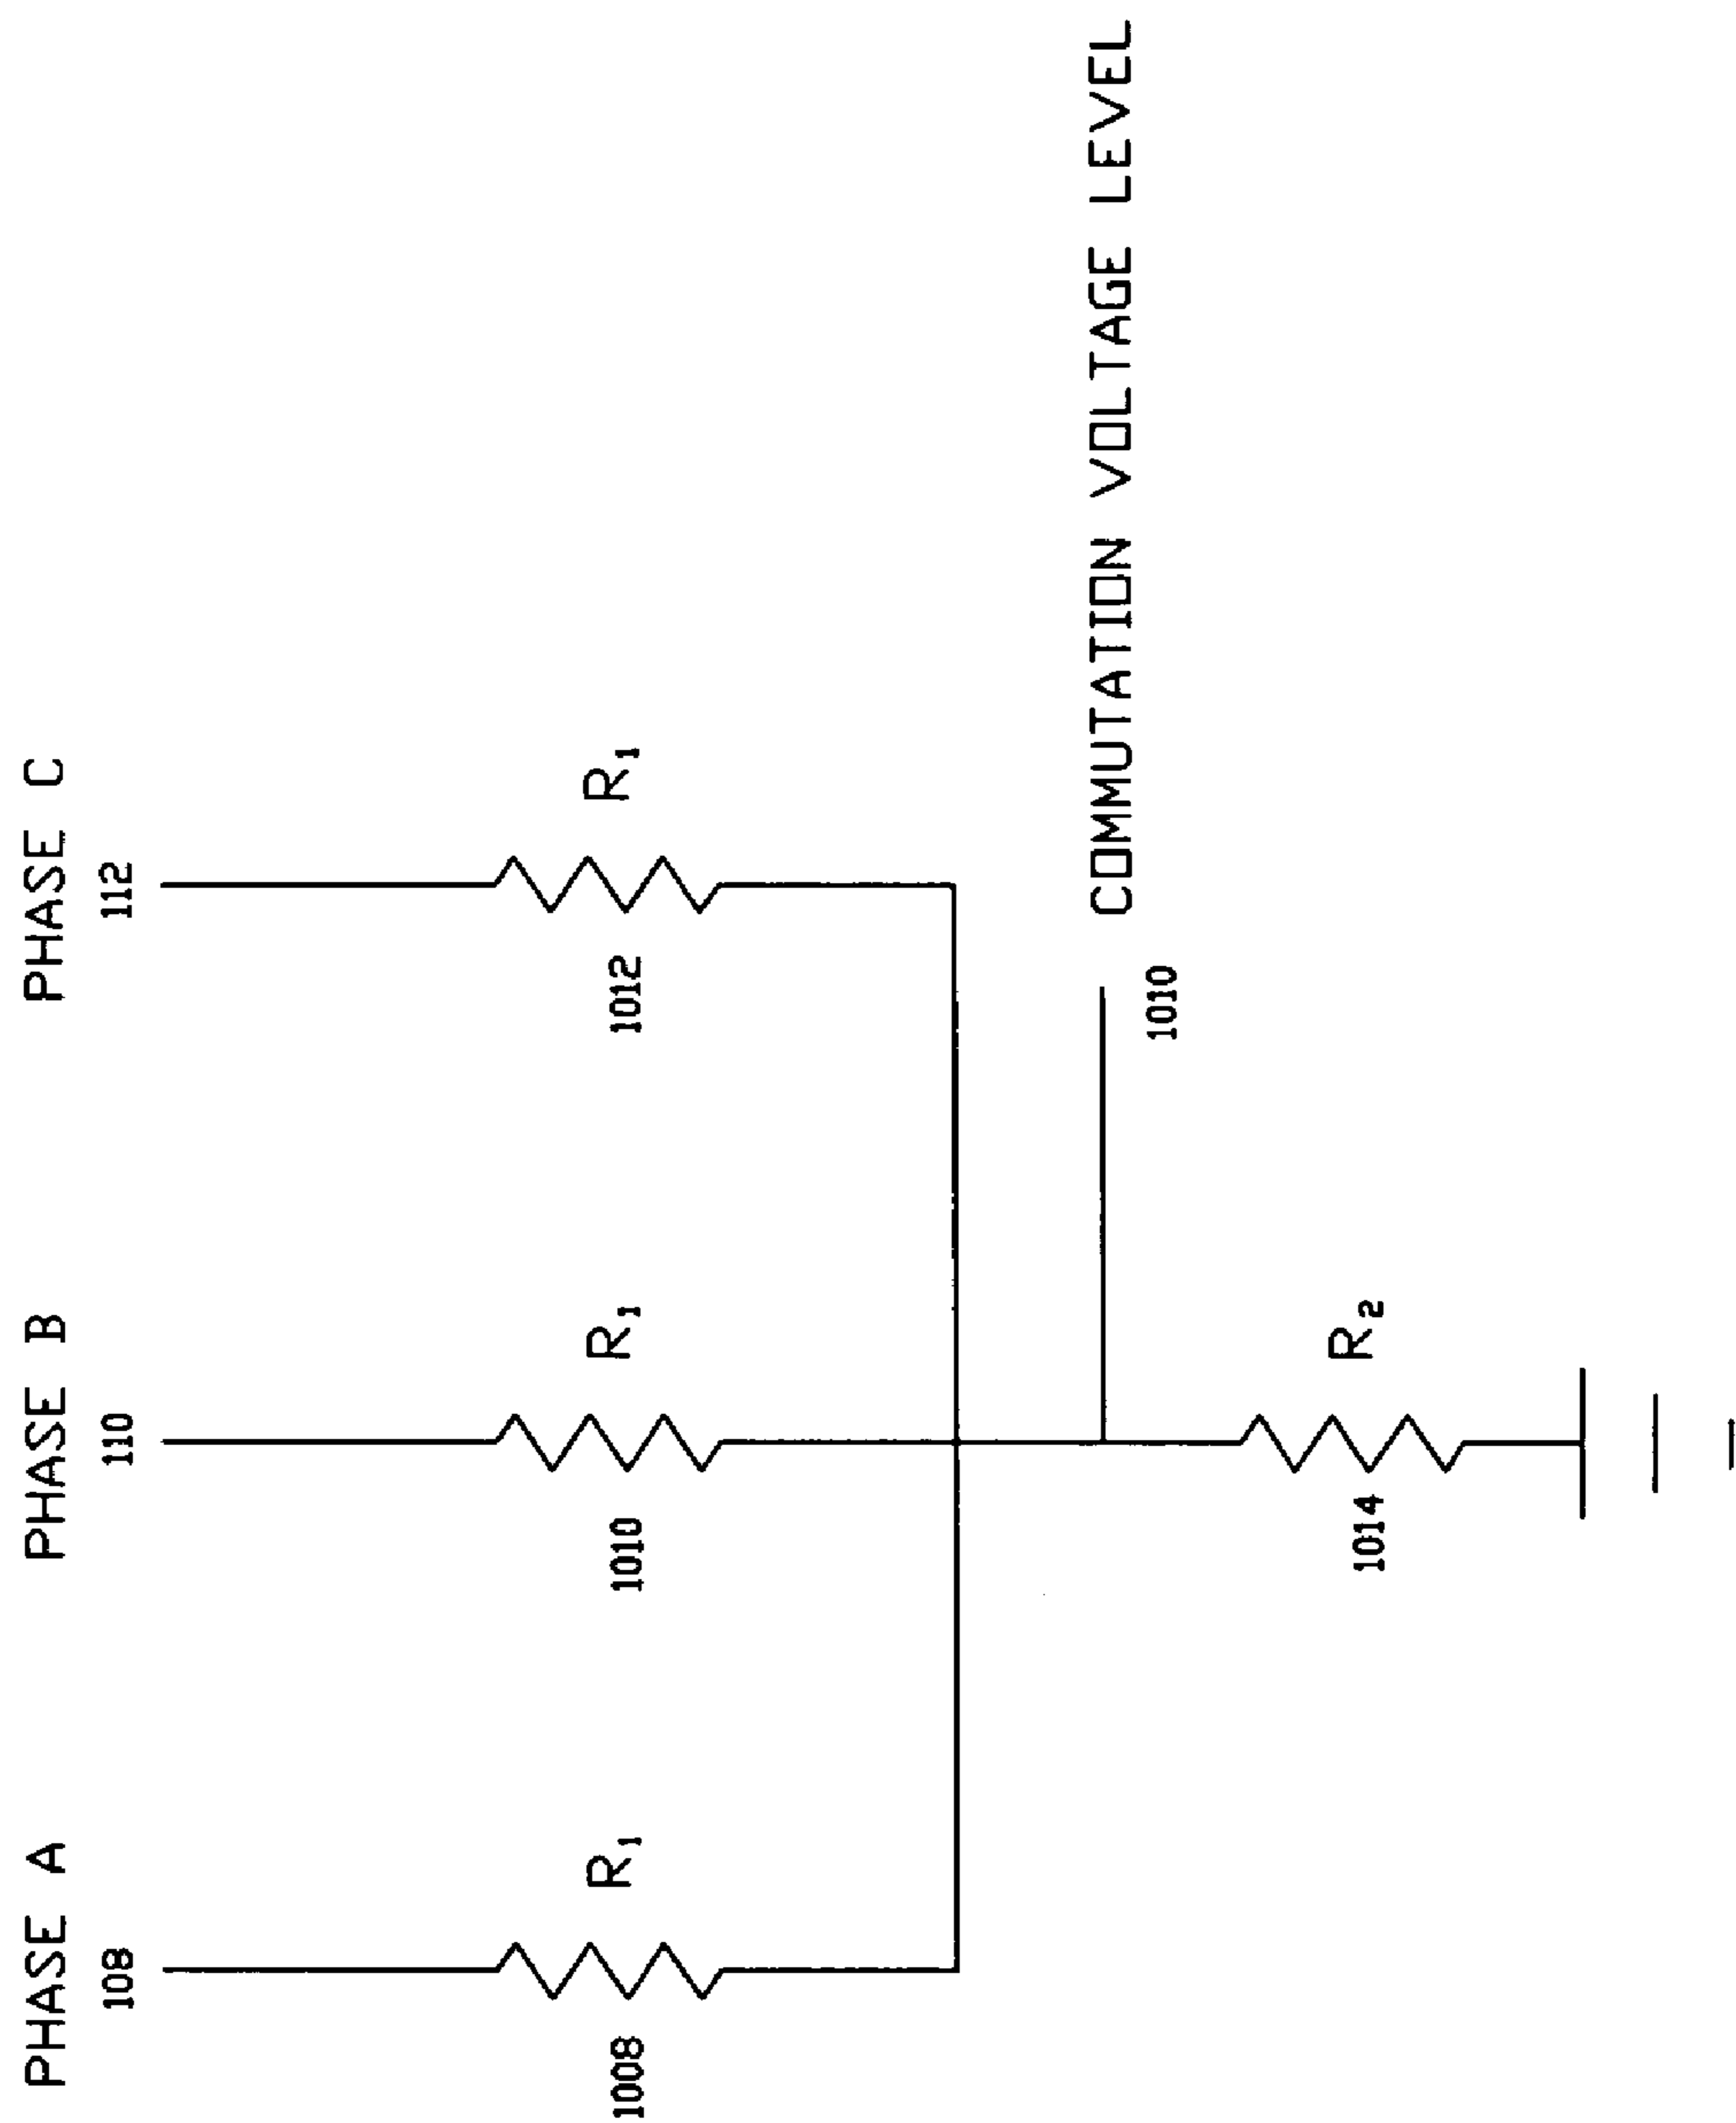 PHASE A
PHASE B
PHASE C
108
110
112
R1
R1
R1
1008
1010
1012
COMMUTATION VOLTAGE LEVEL
1010
R2
1014